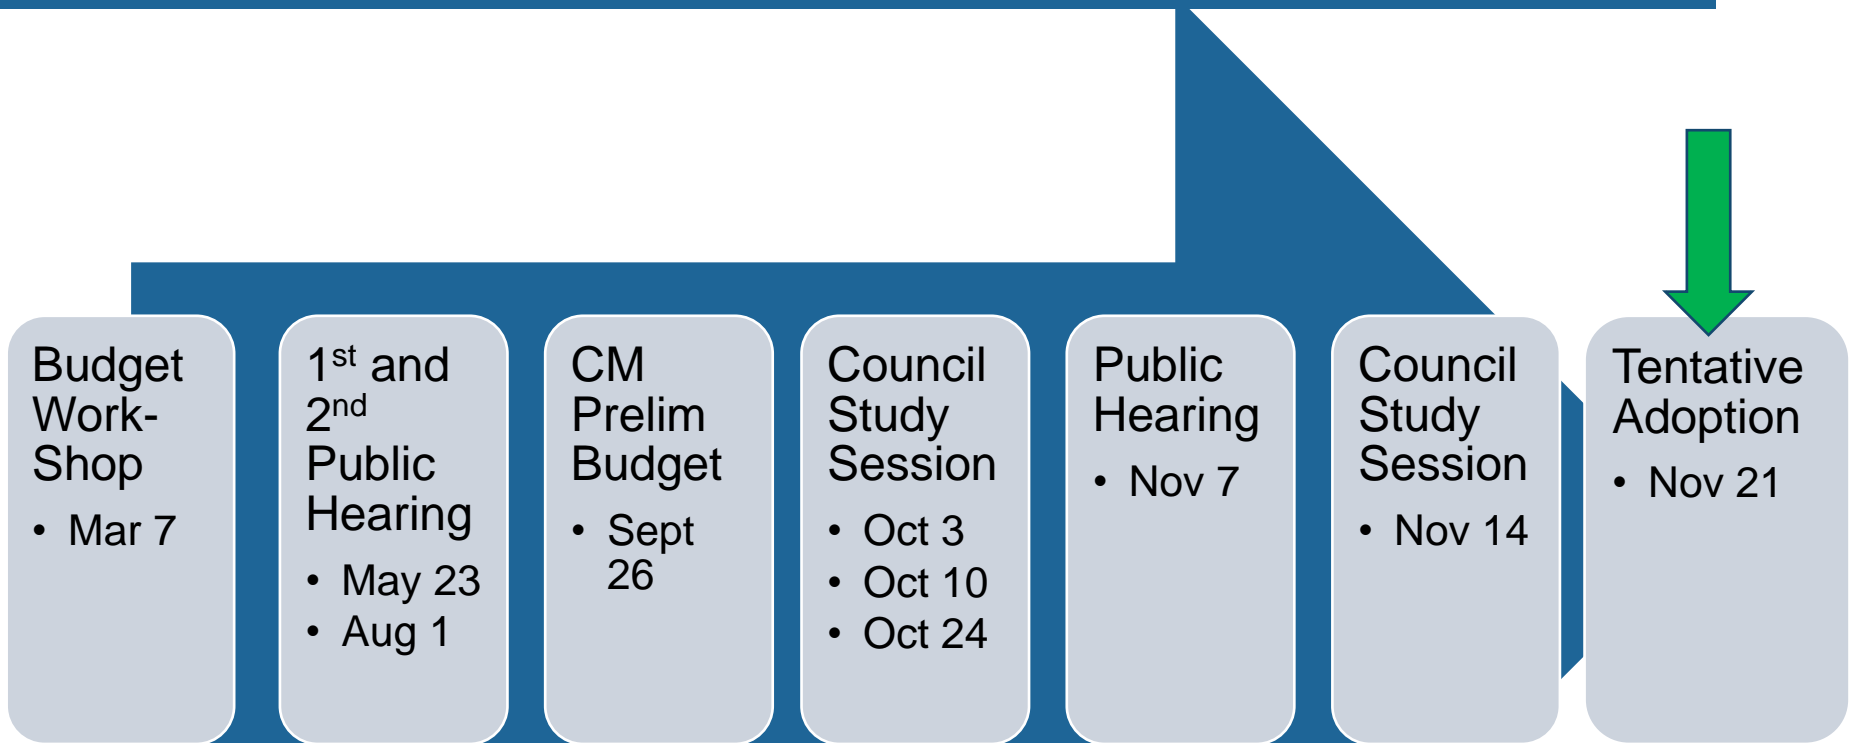 Budget
Work-
Shop
• Mar 7
1st and
2nd
Public
Hearing
• May 23
• Aug 1
CM
Prelim
Budget
• Sept
26
Council
Study
Session
• Oct 3
• Oct 10
• Oct 24
Public
Hearing
• Nov 7
Council
Study
Session
• Nov 14
Tentative
Adoption
• Nov 21